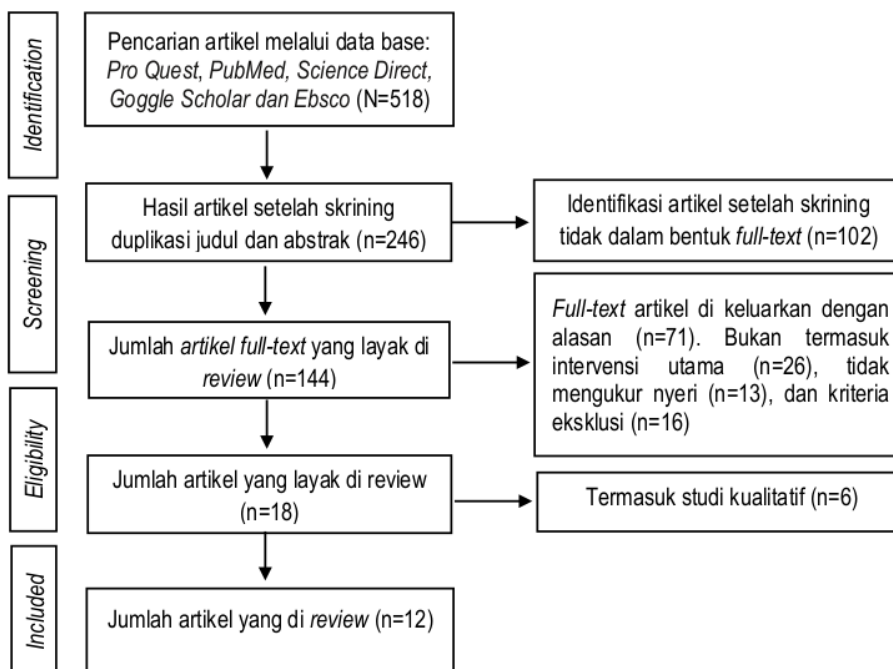 Identification
Pencarian artikel melalui data base:
Pro Quest, PubMed, Science Direct,
Goggle Scholar dan Ebsco (N=518)
Screening
Hasil artikel setelah skrining
duplikasi judul dan abstrak (n=246)
Identifikasi artikel setelah skrining
tidak dalam bentuk full-text (n=102)
Jumlah artikel full-text yang layak di
review (n=144)
Full-text artikel di keluarkan dengan
alasan (n=71). Bukan termasuk
intervensi utama (n=26), tidak
mengukur nyeri (n=13), dan kriteria
eksklusi (n=16)
Eligibility
Jumlah artikel yang layak di review
(n=18)
Termasuk studi kualitatif (n=6)
Included
Jumlah artikel yang di review (n=12)